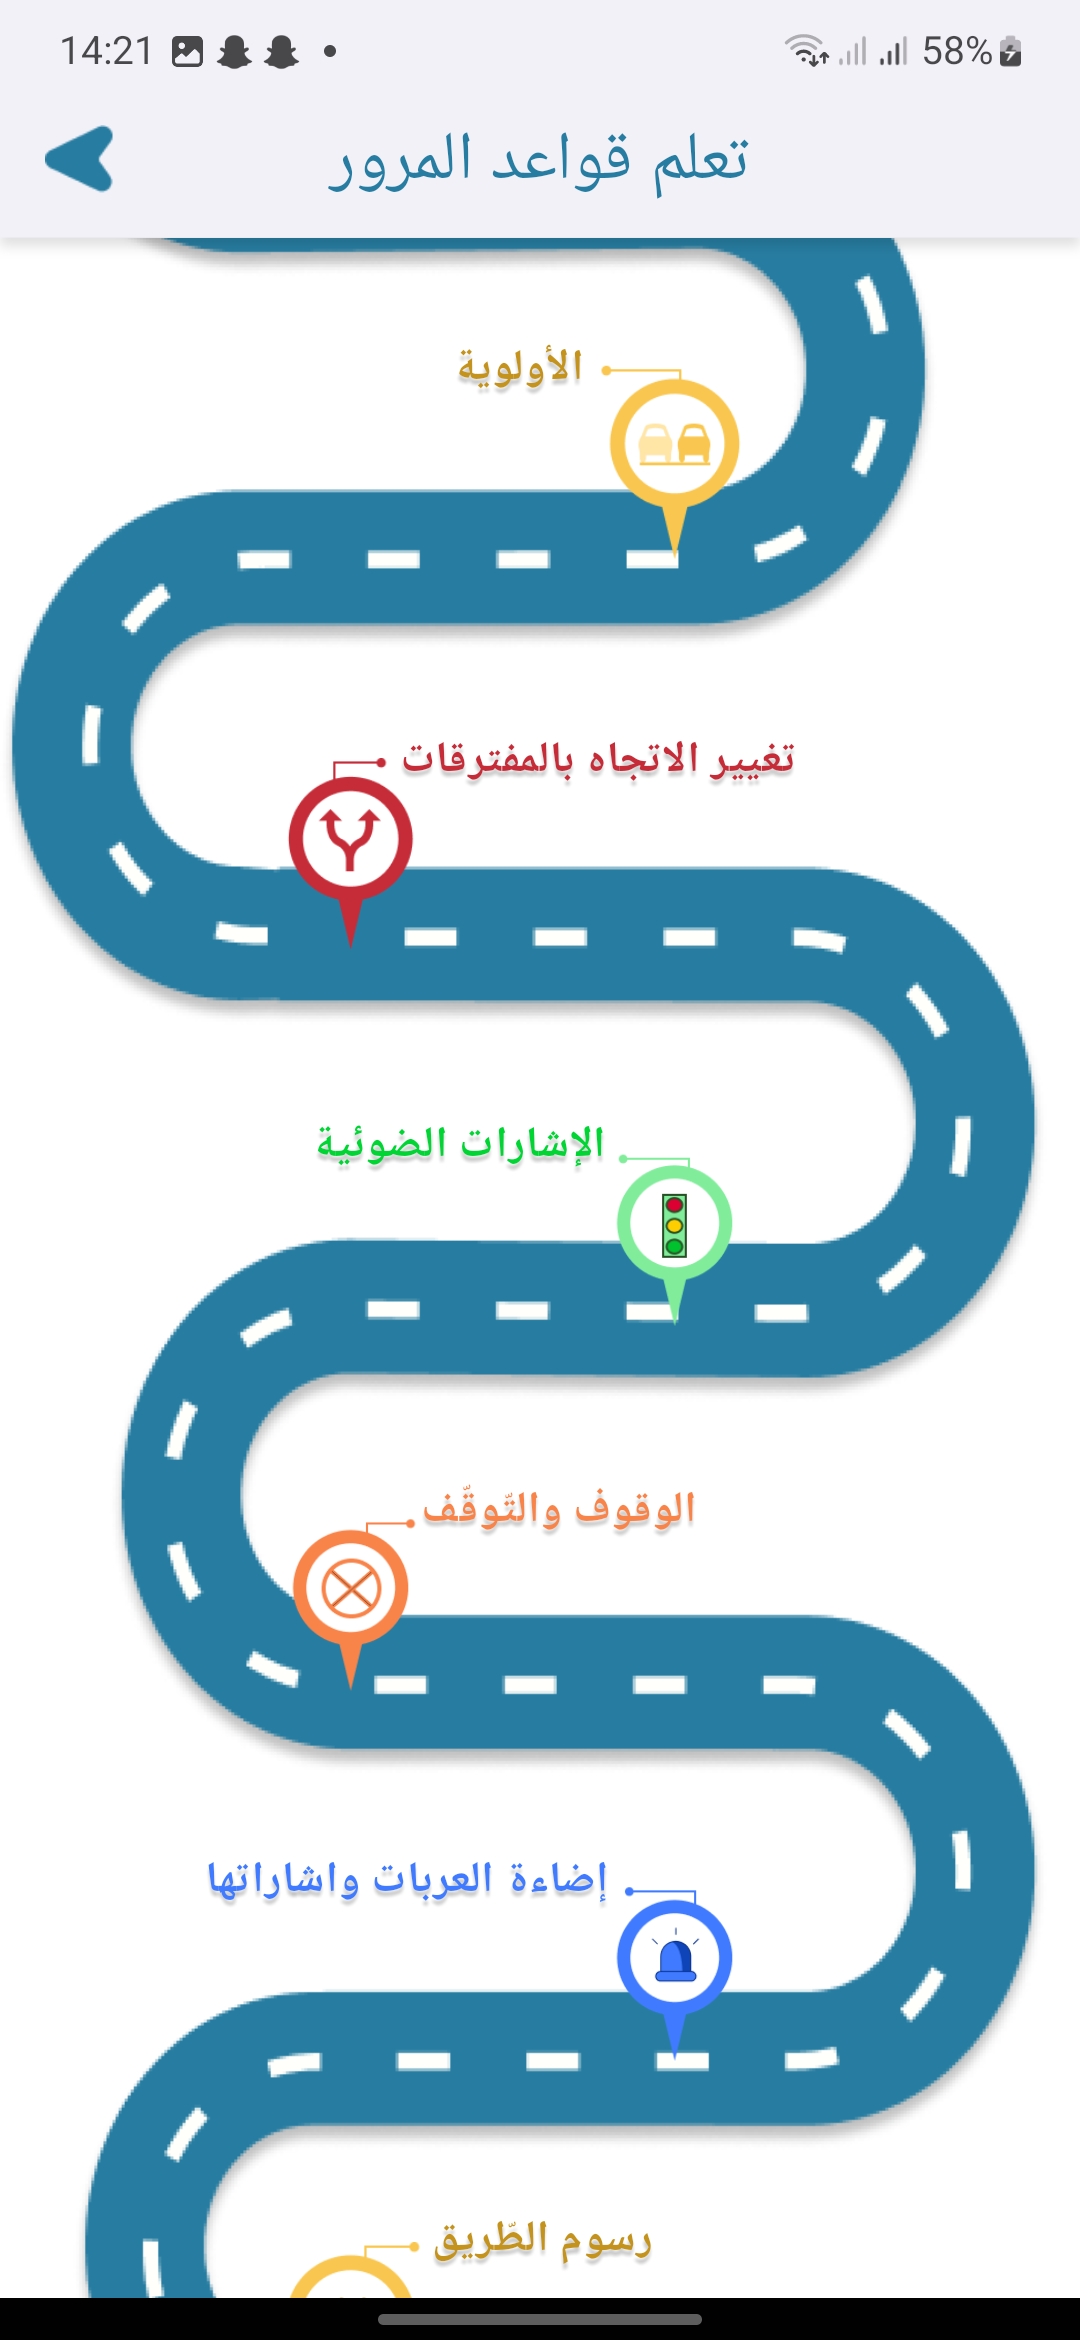 14:21
58%
تعلم قواعد المرور
الأولوية
تغيير الاتجاه بالمفترقات
الإشارات الضوئية
الوقوف والتّوقّف
إضاءة العربات واشاراتها
رسوم الطّريق